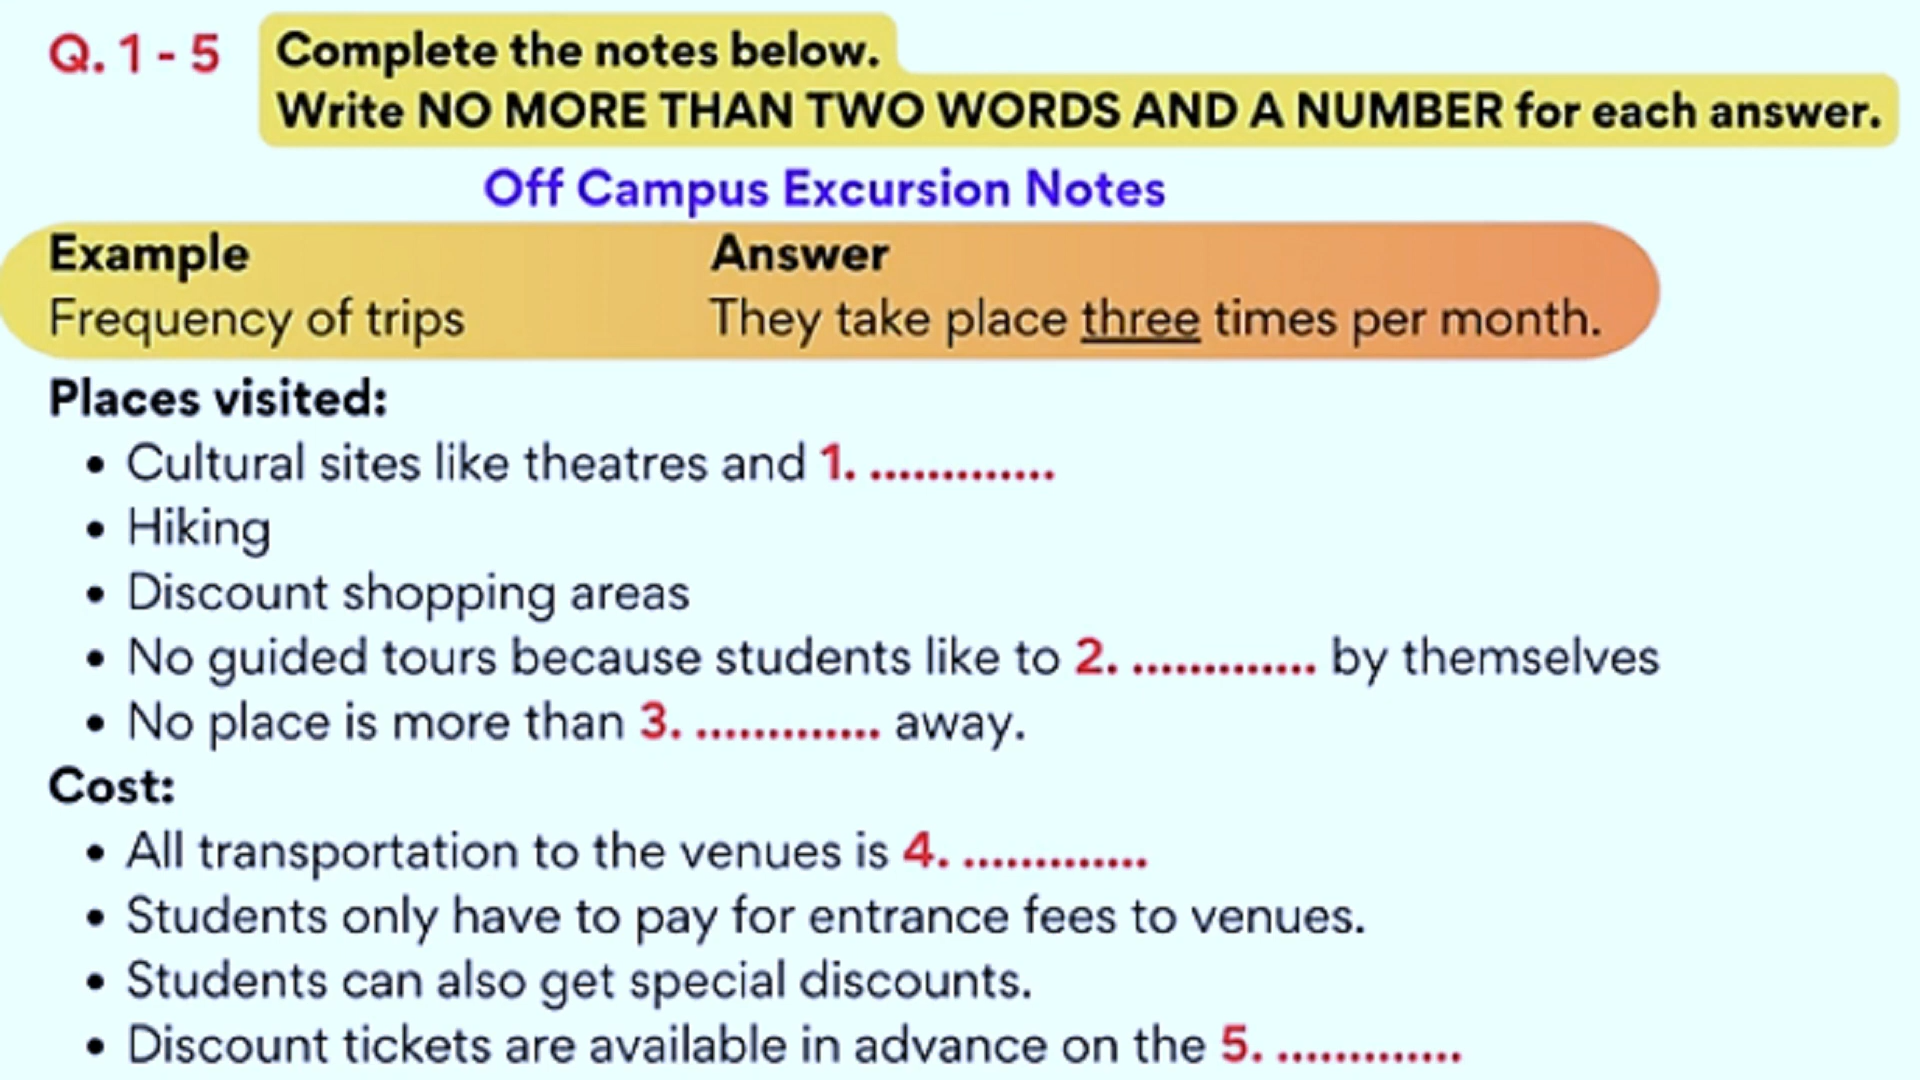 Q. 1 - 5 Complete the notes below.
Write NO MORE THAN TWO WORDS AND A NUMBER for each answer.
Off Campus Excursion Notes
Example Answer
Frequency of trips They take place three times per month.
Places visited:
• Cultural sites like theatres and 1. .............
• Hiking
• Discount shopping areas
• No guided tours because students like to 2. ............. by themselves
• No place is more than 3. ............. away.
Cost:
• All transportation to the venues is 4. .............
• Students only have to pay for entrance fees to venues.
• Students can also get special discounts.
• Discount tickets are available in advance on the 5. .............